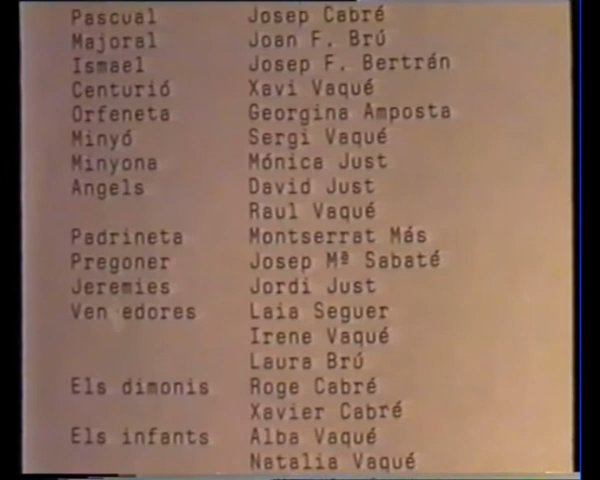 Pascual Josep Cabré
Majoral Joan F. Brú
Ismael Josep F. Bertrán
Centurió Xavi Vaqué
Orfeneta Georgina Amposta
Minyó Sergi Vaqué
Minyona Mónica Just
Angels David Just
Raul Vaqué
Padrineta Montserrat Más
Pregoner Josep Mª Sabaté
Jeremies Jordi Just
Ven edores Laia Seguer
Irene Vaqué
Laura Brú
Els dimonis Roge Cabré
Xavier Cabré
Els infants Alba Vaqué
Natalia Vaqué